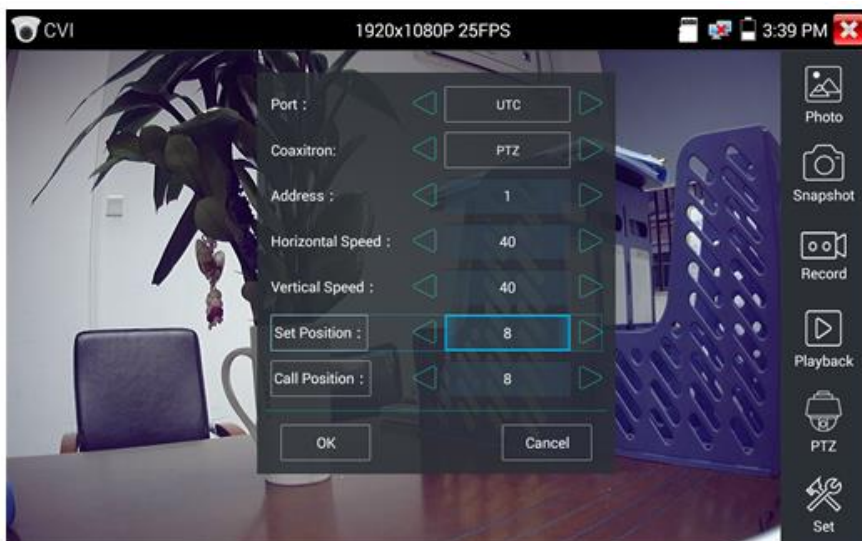 CVI 1920x1080P 25FPS 3:39 PM
Port : UTC
Coaxitron: PTZ
Address : 1
Horizontal Speed : 40
Vertical Speed : 40
Set Position : 8
Call Position : 8
OK Cancel
Photo
Snapshot
Record
Playback
PTZ
Set